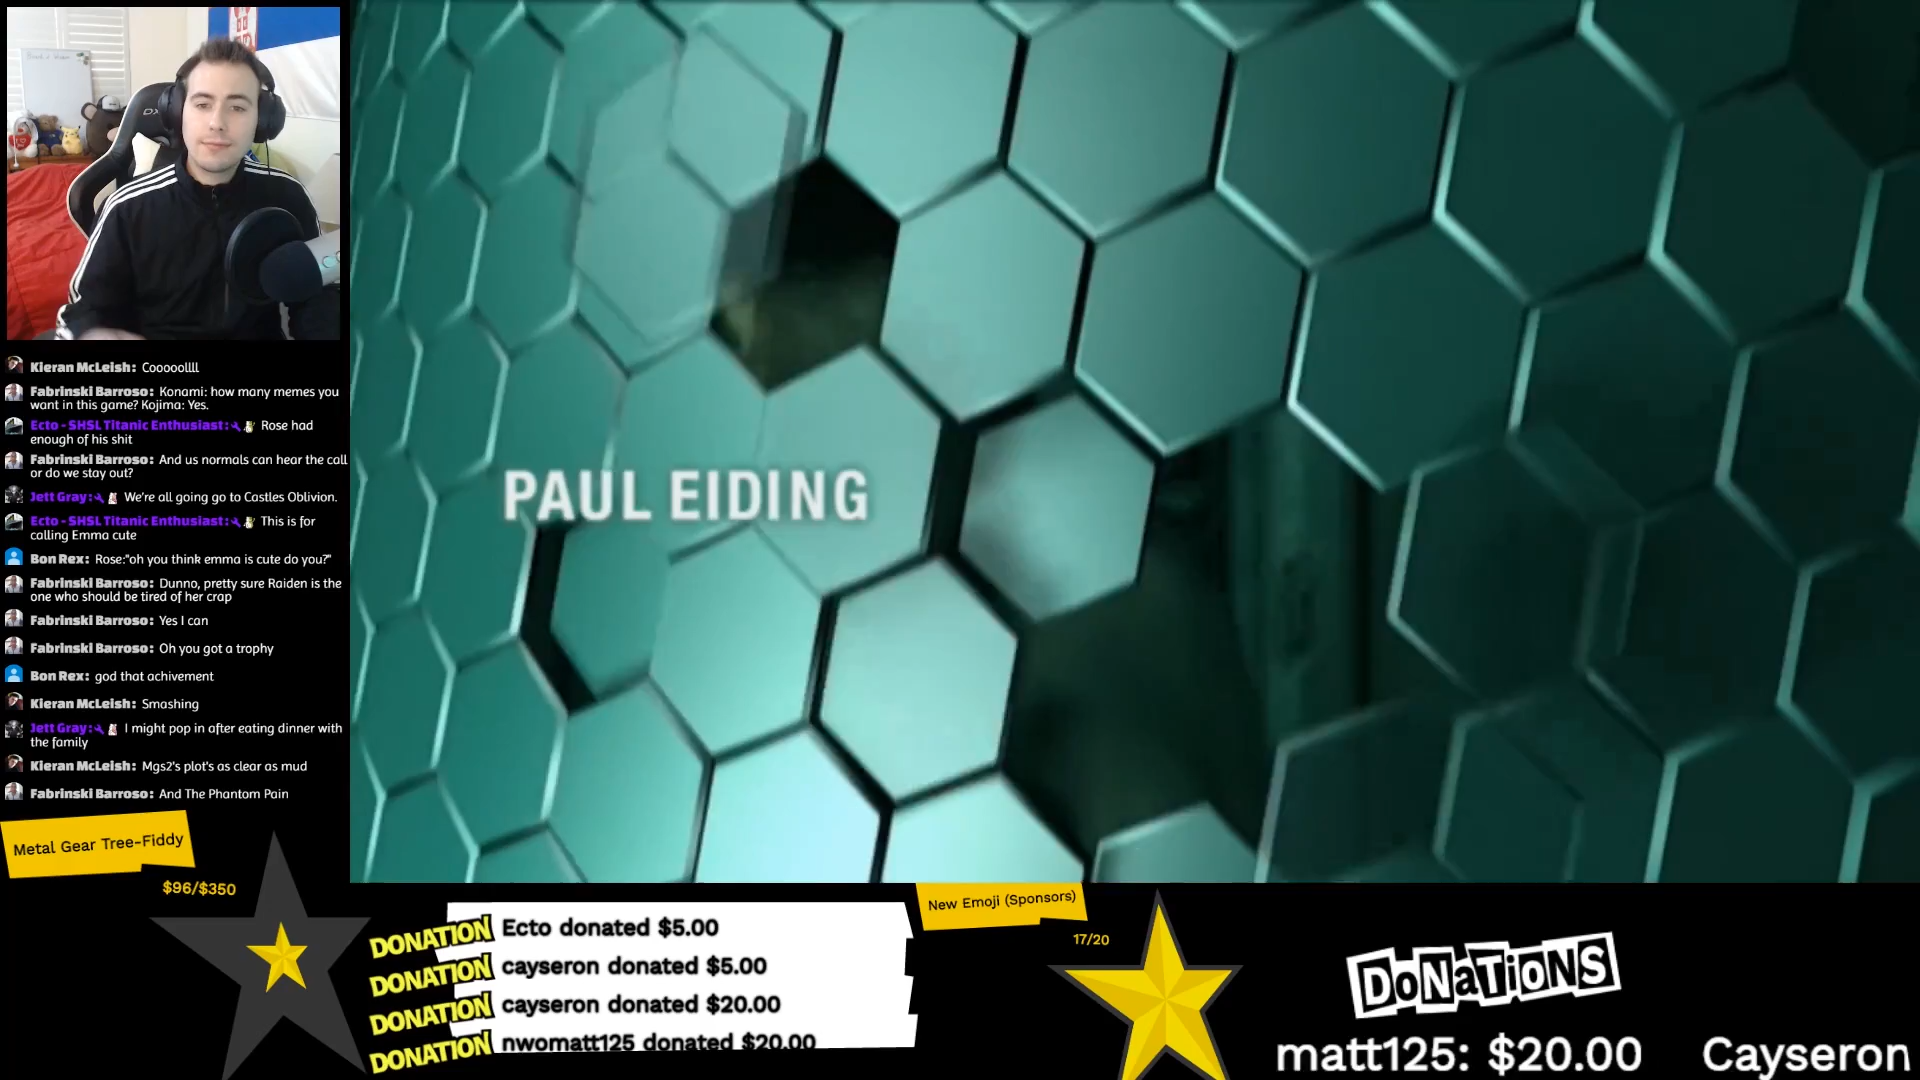 Kieran McLeish: Cooooollll
Fabrinski Barroso: Konami: how many memes you
want in this game? Kojima: Yes.
Ecto - SHSL Titanic Enthusiast: Rose had
enough of his shit
Fabrinski Barroso: And us normals can hear the call
or do we stay out?
Jett Gray: We're all going go to Castles Oblivion.
Ecto - SHSL Titanic Enthusiast: This is for
calling Emma cute
Bon Rex: Rose:"oh you think emma is cute do you?"
Fabrinski Barroso: Dunno, pretty sure Raiden is the
one who should be tired of her crap
Fabrinski Barroso: Yes I can
Fabrinski Barroso: Oh you got a trophy
Bon Rex: god that achivement
Kieran McLeish: Smashing
Jett Gray: I might pop in after eating dinner with
the family
Kieran McLeish: Mgs2's plot's as clear as mud
Fabrinski Barroso: And The Phantom Pain
PAUL EIDING
Metal Gear Tree-Fiddy
$96/$350
DONATION Ecto donated $5.00
DONATION cayseron donated $5.00
DONATION cayseron donated $20.00
DONATION nwomatt125 donated $20.00
New Emoji (Sponsors)
17/20
DONATIONS
matt125: $20.00 Cayseron